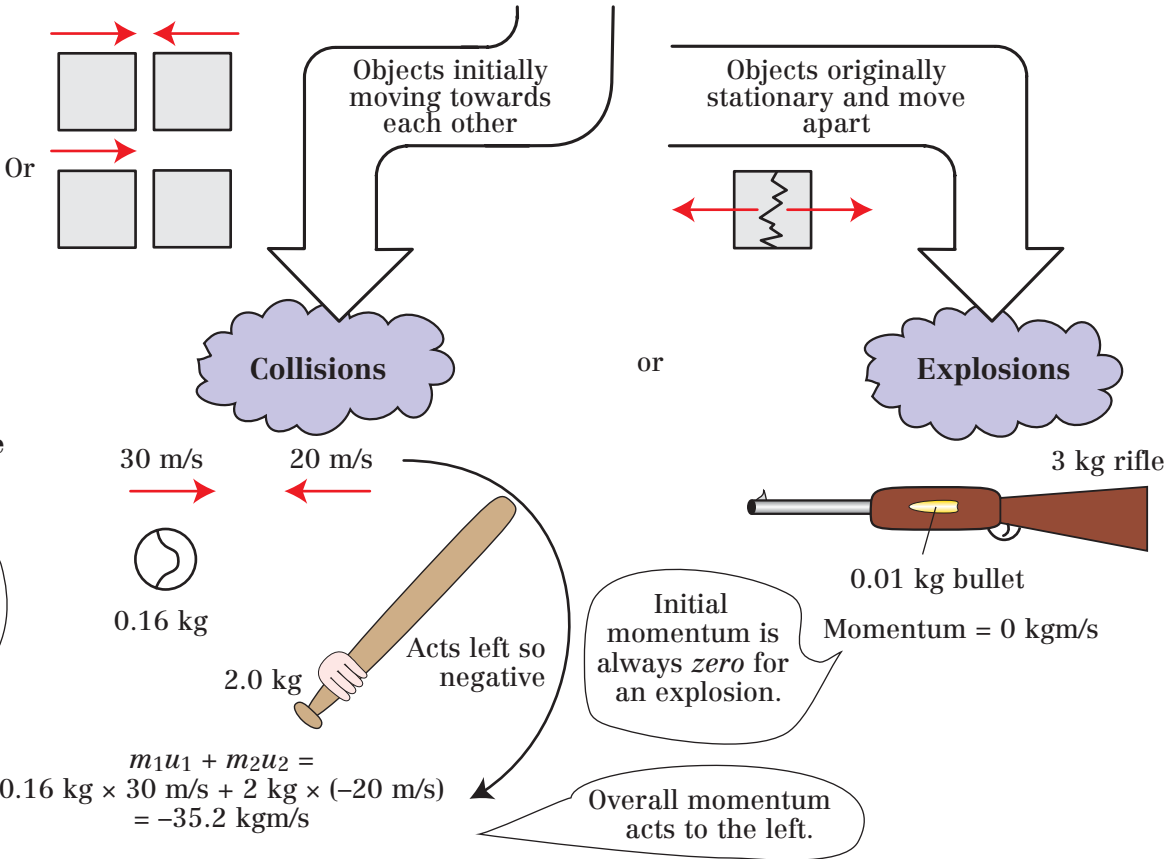 Objects initially
moving towards
each other
Objects originally
stationary and move
apart
Or
Collisions
or
Explosions
e
30 m/s
20 m/s
3 kg rifle
0.16 kg
0.01 kg bullet
2.0 kg
Acts left so
negative
Initial
momentum is
always zero for
an explosion.
Momentum = 0 kgm/s
m₁u₁ + m₂u₂ =
0.16 kg × 30 m/s + 2 kg × (–20 m/s)
= –35.2 kgm/s
Overall momentum
acts to the left.